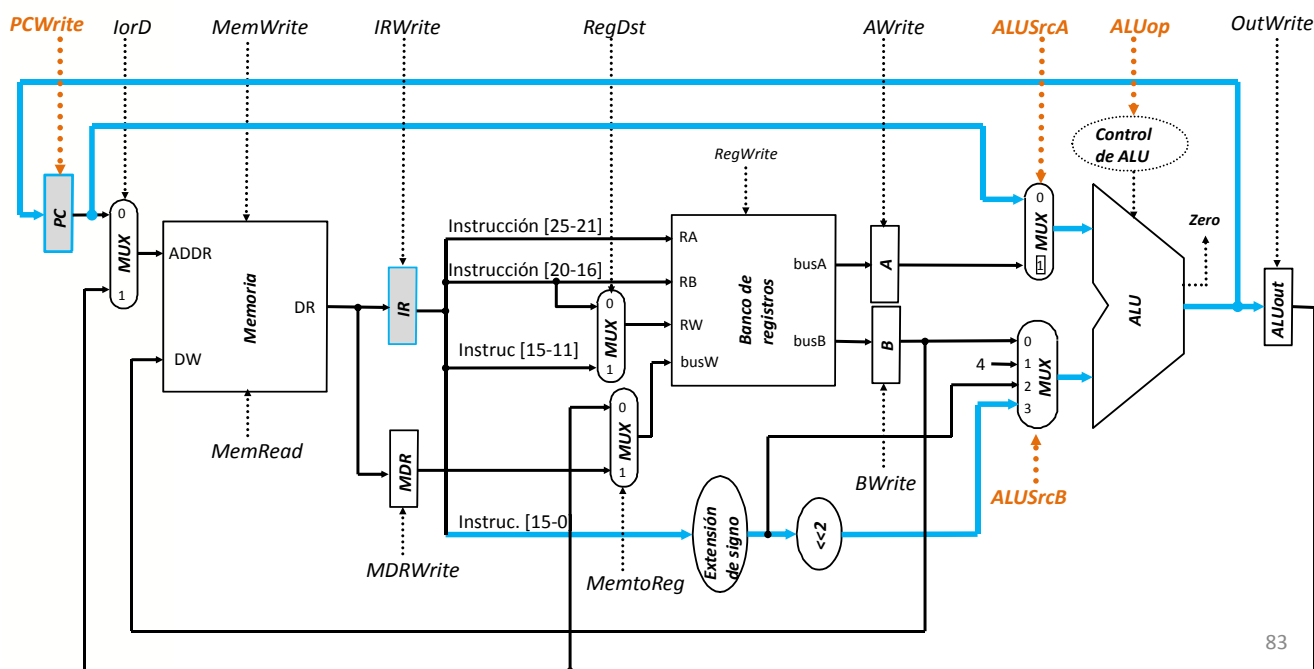 PCWrite
IorD
MemWrite
IRWrite
RegDst
AWrite
ALUSrcA
ALUop
OutWrite
Control
de ALU
RegWrite
PC
0
MUX
1
ADDR
Memoria
DR
DW
IR
Instrucción [25-21]
Instrucción [20-16]
Instruc [15-11]
0
MUX
1
RA
RB
RW
busW
Banco de
registros
busA
busB
A
B
0
MUX
1
4
0
1
2
3
MUX
ALU
Zero
ALUout
MemRead
MDR
0
MUX
1
BWrite
ALUSrcB
Instruc. [15-0]
Extensión
de signo
<<2
MDRWrite
MemtoReg
83